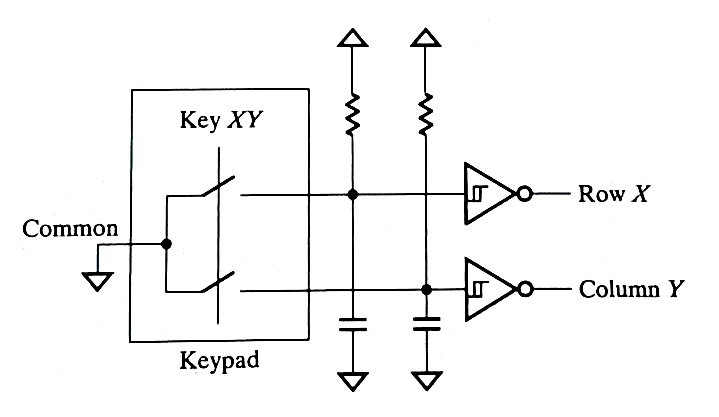 Key XY
Row X
Common
Column Y
Keypad